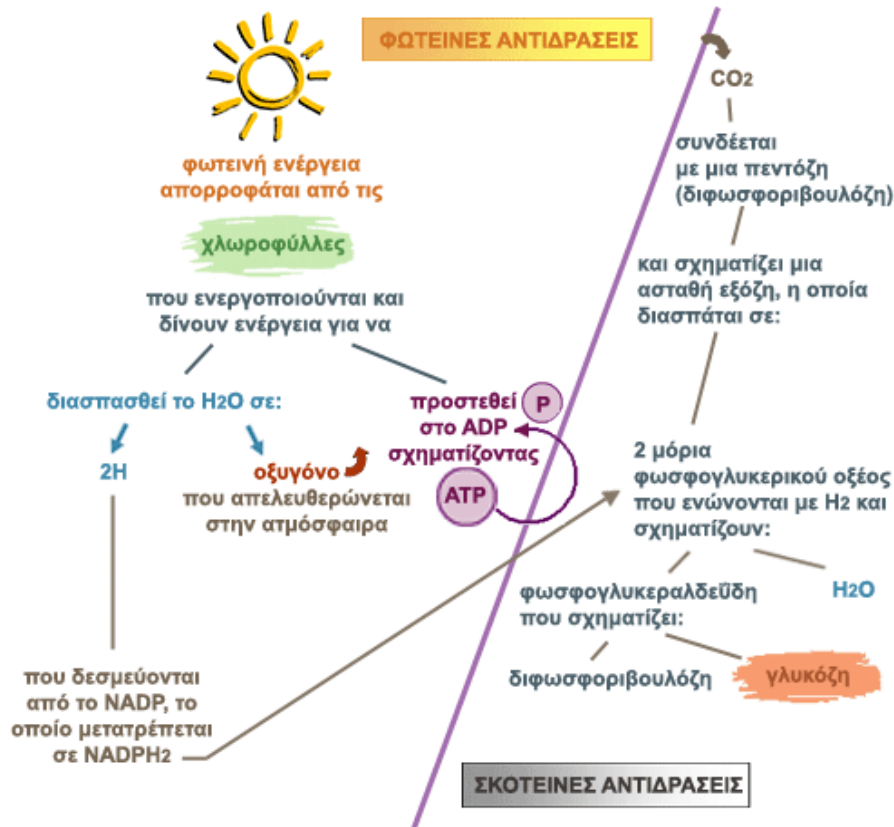 ΦΩΤΕΙΝΕΣ ΑΝΤΙΔΡΑΣΕΙΣ
φωτεινή ενέργεια
απορροφάται από τις
χλωροφύλλες
που ενεργοποιούνται και
δίνουν ενέργεια για να
διασπασθεί το H2O σε:
2H
οξυγόνο
που απελευθερώνεται
στην ατμόσφαιρα
προστεθεί P
στο ADP
σχηματίζοντας
ATP
που δεσμεύονται
από το NADP, το
οποίο μετατρέπεται
σε NADPH2
CO2
συνδέεται
με μια πεντόζη
(διφωσφοριβουλόζη)
και σχηματίζει μια
ασταθή εξόζη, η οποία
διασπάται σε:
2 μόρια
φωσφογλυκερικού οξέος
που ενώνονται με H2 και
σχηματίζουν:
φωσφογλυκεραλδεΰδη
που σχηματίζει:
H2O
διφωσφοριβουλόζη
γλυκόζη
ΣΚΟΤΕΙΝΕΣ ΑΝΤΙΔΡΑΣΕΙΣ